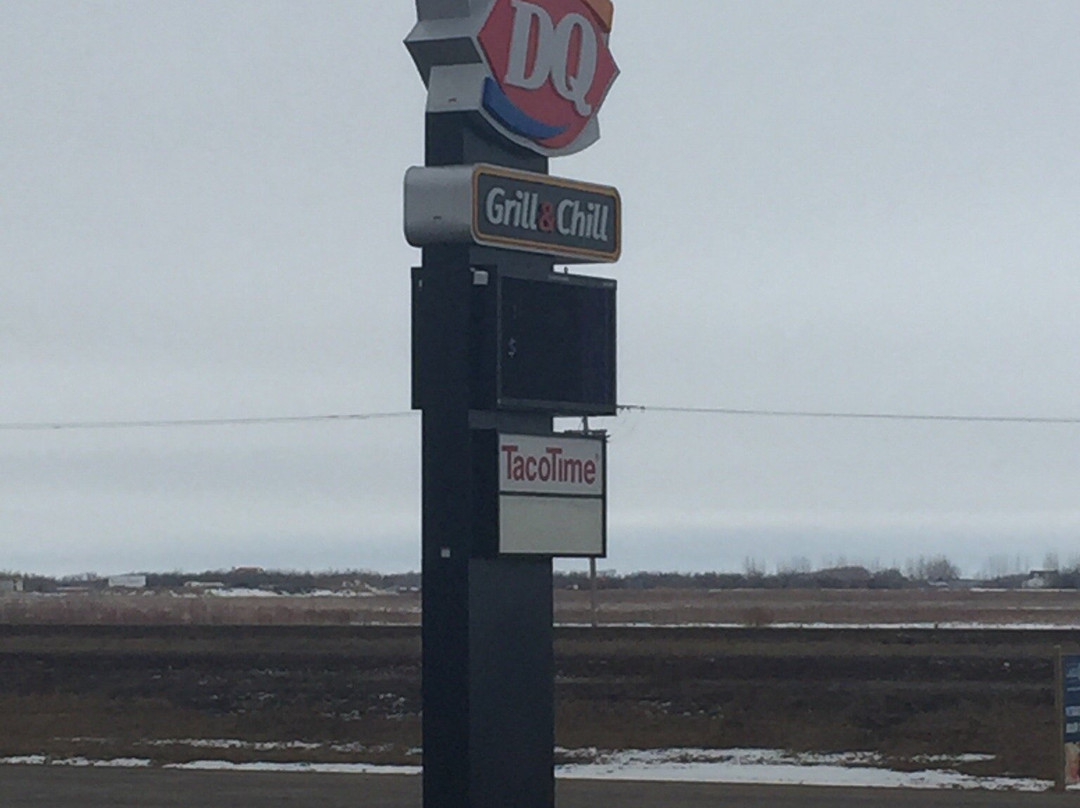 DQ
Grill & Chill
$
TacoTime